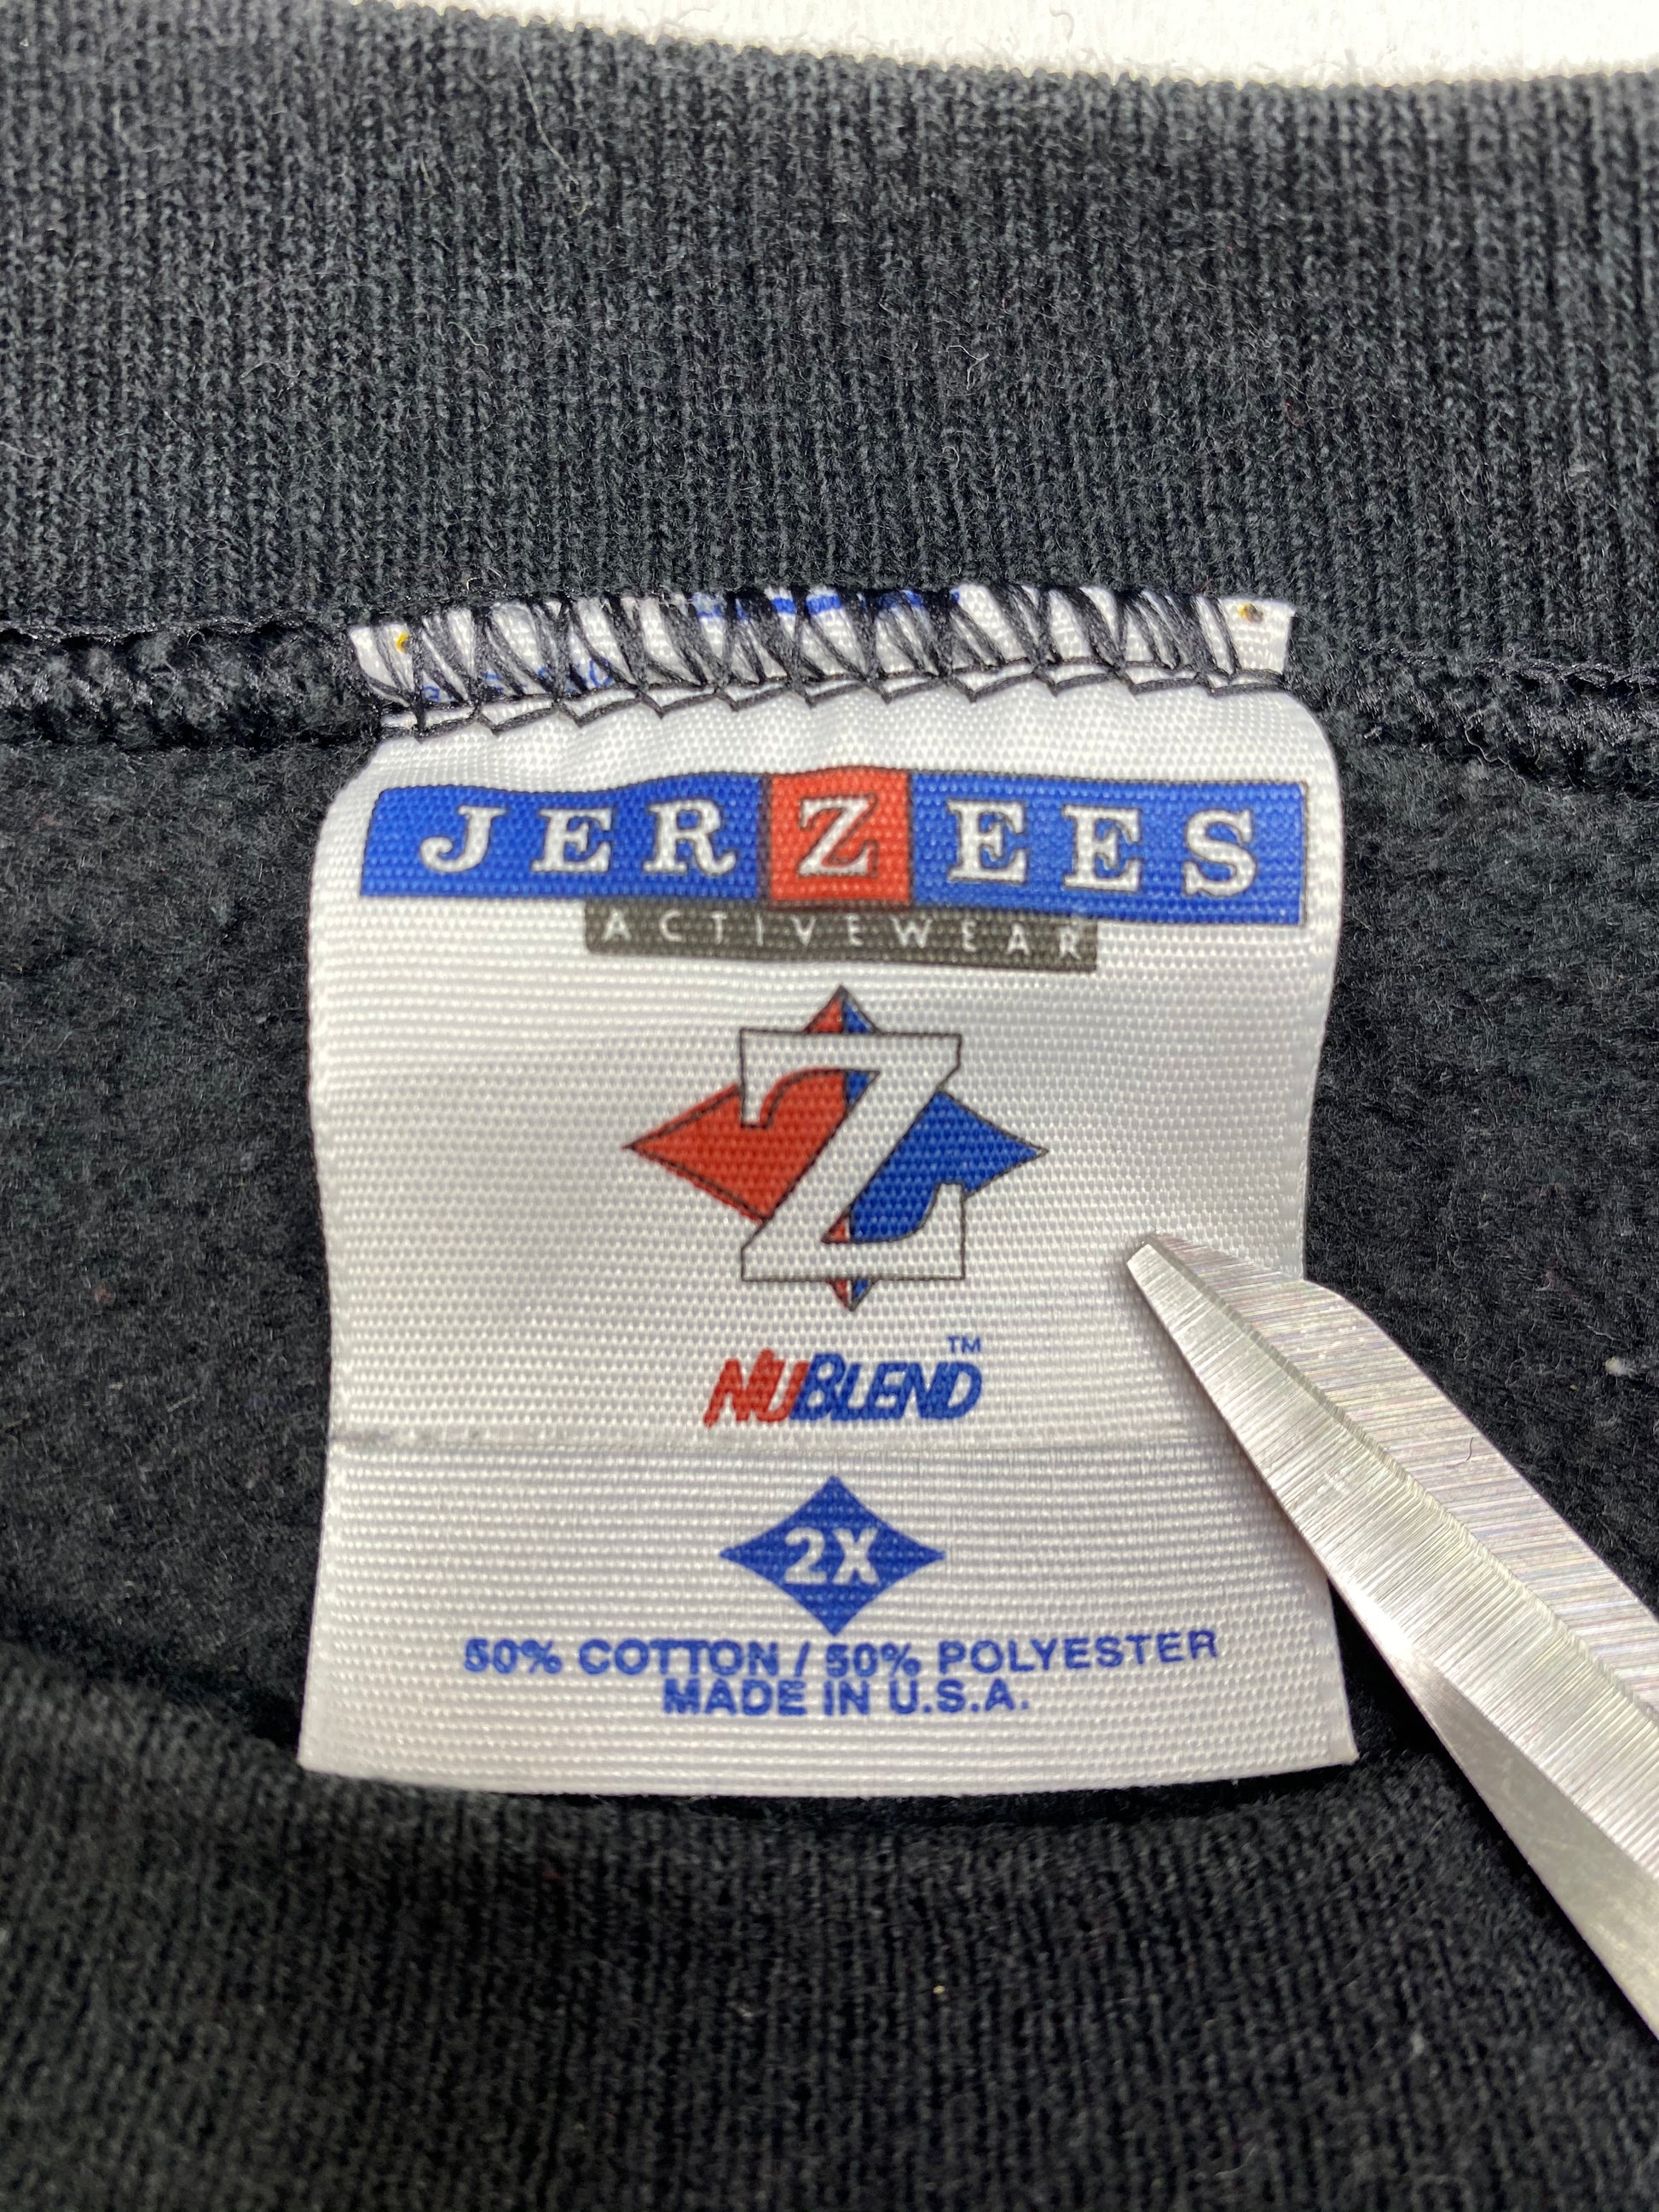 JERZEES
ACTIVEWEAR
Z
NUBLEND™
2X
50% COTTON / 50% POLYESTER
MADE IN U.S.A.